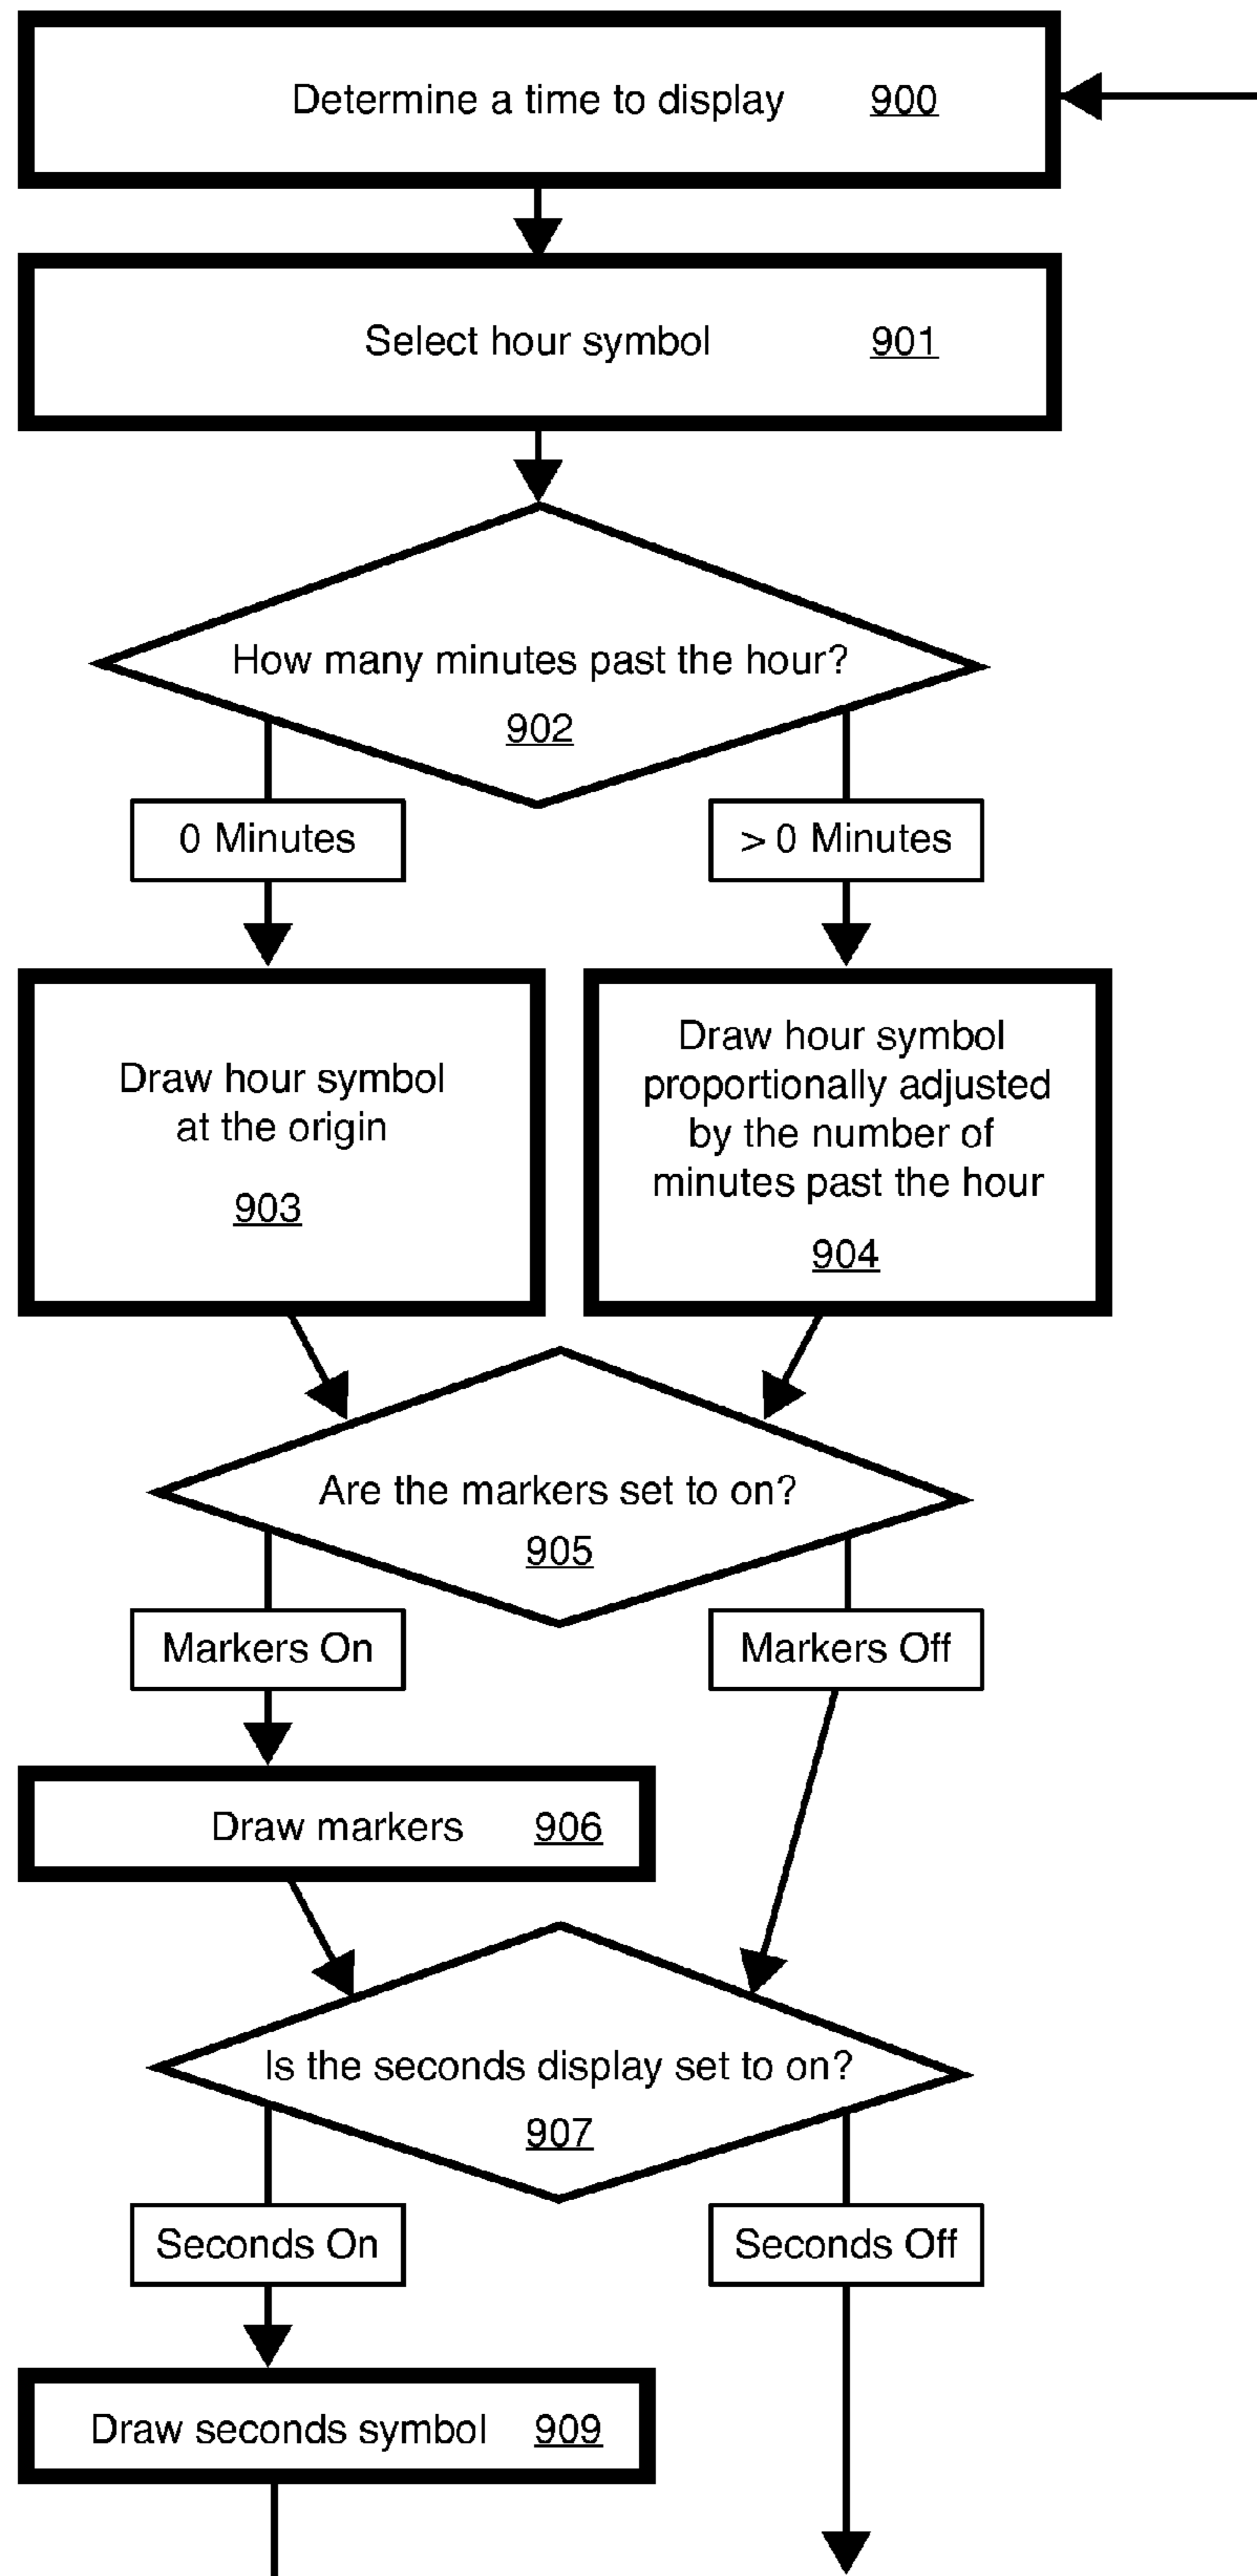 Determine a time to display 900
Select hour symbol 901
How many minutes past the hour?
902
0 Minutes
> 0 Minutes
Draw hour symbol
at the origin
903
Draw hour symbol
proportionally adjusted
by the number of
minutes past the hour
904
Are the markers set to on?
905
Markers On
Markers Off
Draw markers 906
Is the seconds display set to on?
907
Seconds On
Seconds Off
Draw seconds symbol 909